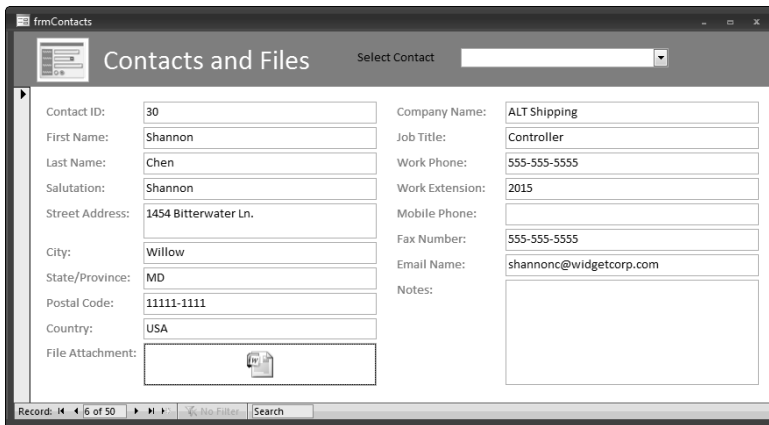 frmContacts
Contacts and Files
Select Contact
Contact ID: 30
First Name: Shannon
Last Name: Chen
Salutation: Shannon
Street Address: 1454 Bitterwater Ln.
City: Willow
State/Province: MD
Postal Code: 11111-1111
Country: USA
File Attachment:
Company Name: ALT Shipping
Job Title: Controller
Work Phone: 555-555-5555
Work Extension: 2015
Mobile Phone:
Fax Number: 555-555-5555
Email Name: shannonc@widgetcorp.com
Notes:
Record: 6 of 50 No Filter Search